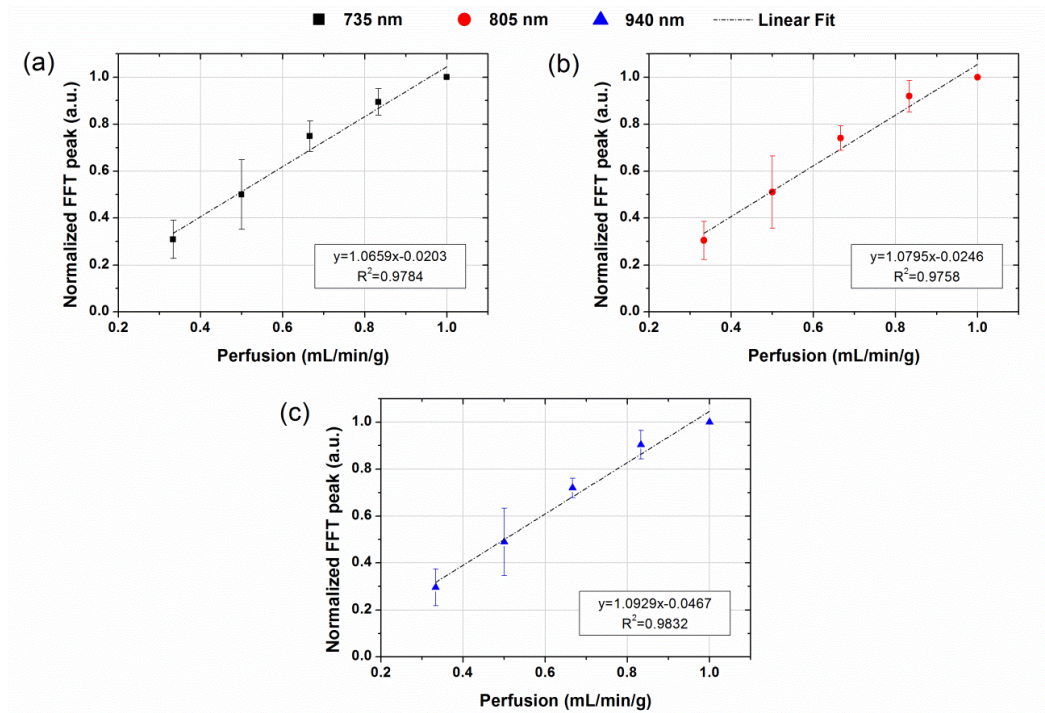 735 nm 805 nm 940 nm Linear Fit
(a)
Normalized FFT peak (a.u.)
1.0
0.8
0.6
0.4
0.2
0.0
y=1.0659x-0.0203
R²=0.9784
0.2 0.4 0.6 0.8 1.0
Perfusion (mL/min/g)
(b)
Normalized FFT peak (a.u.)
1.0
0.8
0.6
0.4
0.2
0.0
y=1.0795x-0.0246
R²=0.9758
0.2 0.4 0.6 0.8 1.0
Perfusion (mL/min/g)
(c)
Normalized FFT peak (a.u.)
1.0
0.8
0.6
0.4
0.2
0.0
y=1.0929x-0.0467
R²=0.9832
0.2 0.4 0.6 0.8 1.0
Perfusion (mL/min/g)